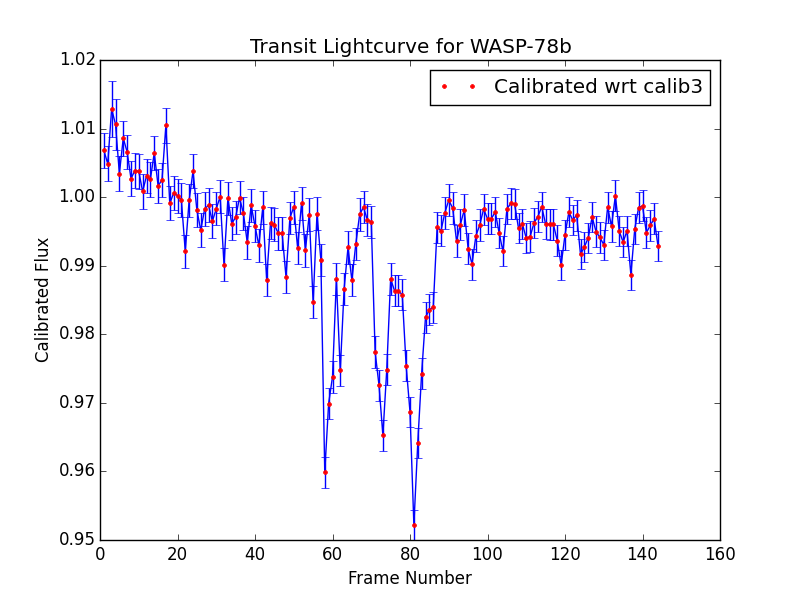 Transit Lightcurve for WASP-78b
Calibrated wrt calib3
1.02
1.01
1.00
0.99
0.98
0.97
0.96
0.95
Calibrated Flux
0 20 40 60 80 100 120 140 160
Frame Number